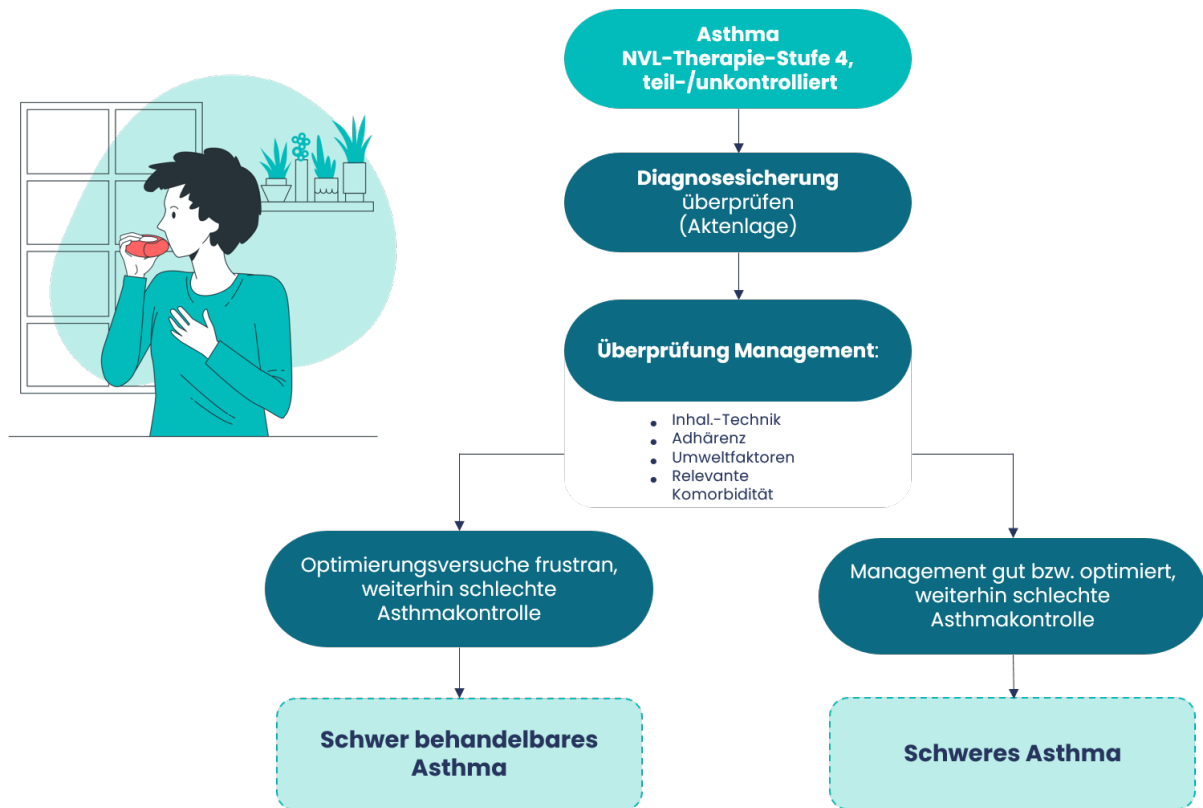 Asthma
NVL-Therapie-Stufe 4,
teil-/unkontrolliert
Diagnosesicherung
überprüfen
(Aktenlage)
Überprüfung Management:
• Inhal.-Technik
• Adhärenz
• Umweltfaktoren
• Relevante
Komorbidität
Optimierungsversuche frustran,
weiterhin schlechte
Asthmakontrolle
Management gut bzw. optimiert,
weiterhin schlechte
Asthmakontrolle
Schwer behandelbares
Asthma
Schweres Asthma